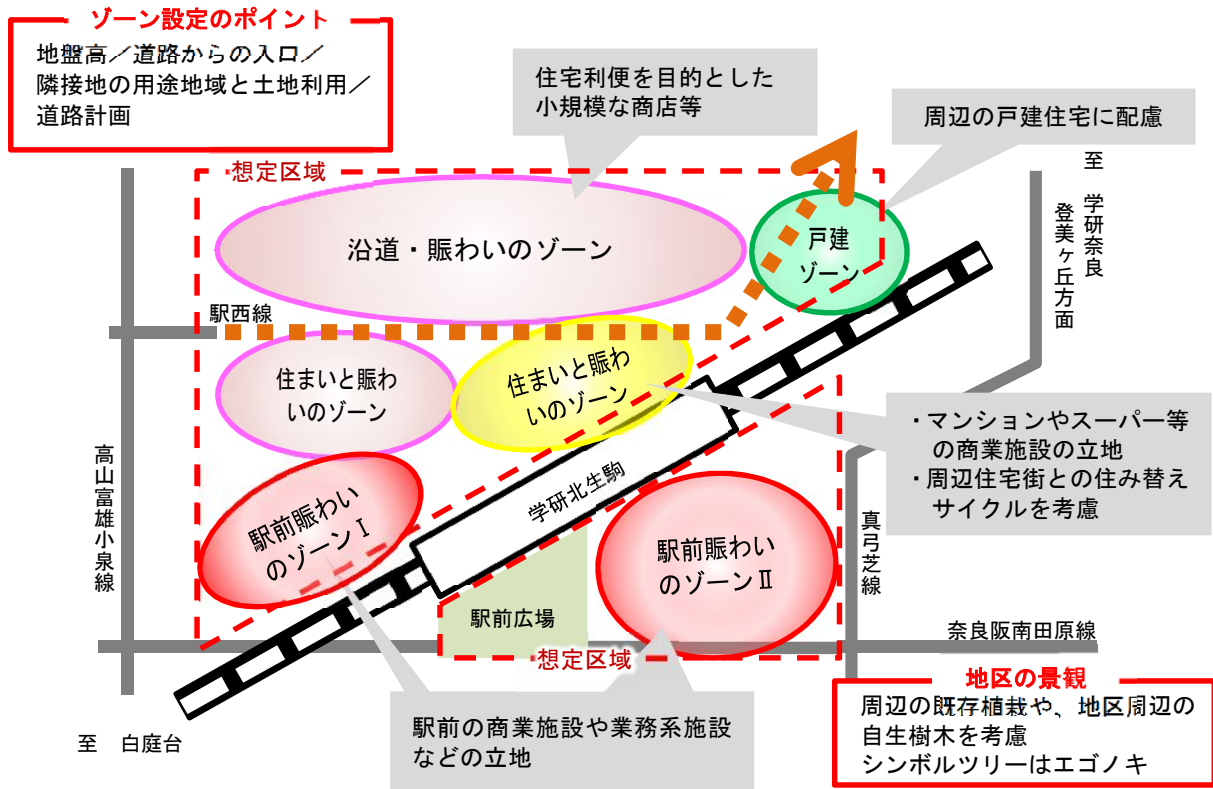 ゾーン設定のポイント
地盤高／道路からの入口／
隣接地の用途地域と土地利用／
道路計画
住宅利便を目的とした
小規模な商店等
周辺の戸建住宅に配慮
想定区域
至　学研奈良
登美ヶ丘方面
沿道・賑わいのゾーン
戸建
ゾーン
駅西線
住まいと賑わ
いのゾーン
住まいと賑わ
いのゾーン
・マンションやスーパー等
の商業施設の立地
・周辺住宅街との住み替え
サイクルを考慮
高山富雄小泉線
駅前賑わい
のゾーンⅠ
学研北生駒
駅前賑わい
のゾーンⅡ
真弓芝線
駅前広場
奈良阪南田原線
想定区域
地区の景観
周辺の既存植栽や、地区周辺の
自生樹木を考慮
シンボルツリーはエゴノキ
駅前の商業施設や業務系施設
などの立地
至　白庭台